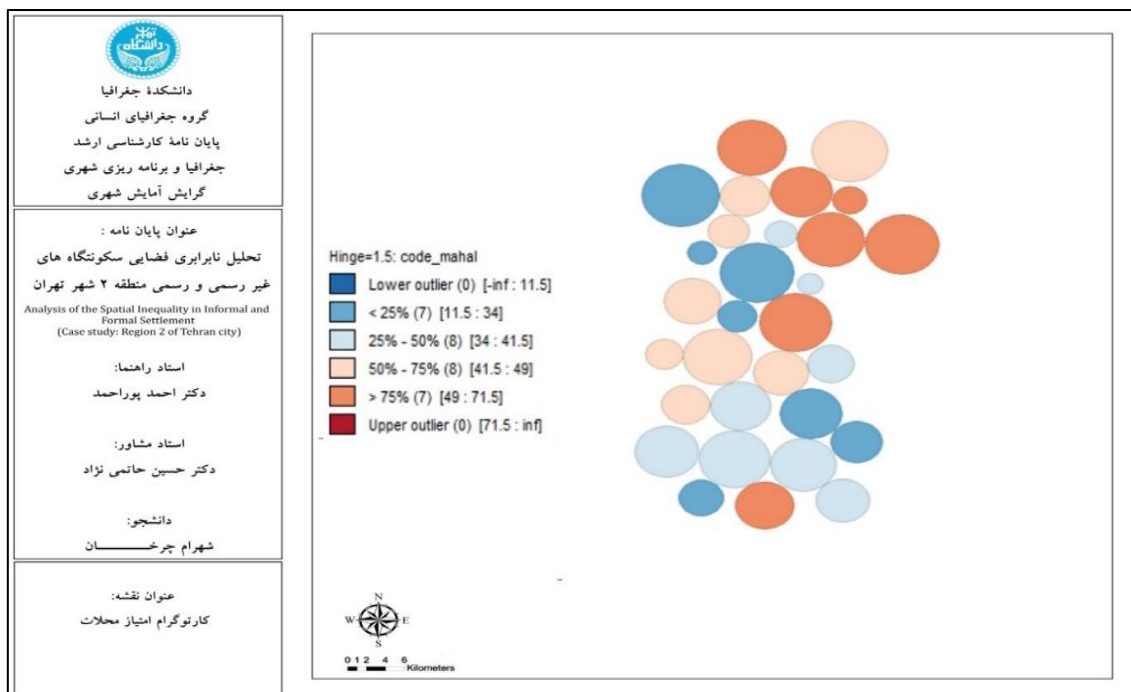 دانشکدۀ جغرافیا
گروه جغرافیای انسانی
پایان نامۀ کارشناسی ارشد
جغرافیا و برنامه ریزی شهری
گرایش آمایش شهری
عنوان پایان نامه :
تحلیل نابرابری فضایی سکونتگاه های
غیر رسمی و رسمی منطقه ۲ شهر تهران
Analysis of the Spatial Inequality in Informal and
Formal Settlement
(Case study: Region 2 of Tehran city)
استاد راهنما:
دکتر احمد پوراحمد
استاد مشاور:
دکتر حسین حاتمی نژاد
دانشجو:
شهرام چرخـــــــــان
عنوان نقشه:
کارتوگرام امتیاز محلات
Hinge=1.5: code_mahal
Lower outlier (0) [-inf : 11.5]
< 25% (7) [11.5 : 34]
25% - 50% (8) [34 : 41.5]
50% - 75% (8) [41.5 : 49]
> 75% (7) [49 : 71.5]
Upper outlier (0) [71.5 : inf]
N
W E
S
0 1 2 4 6
Kilometers